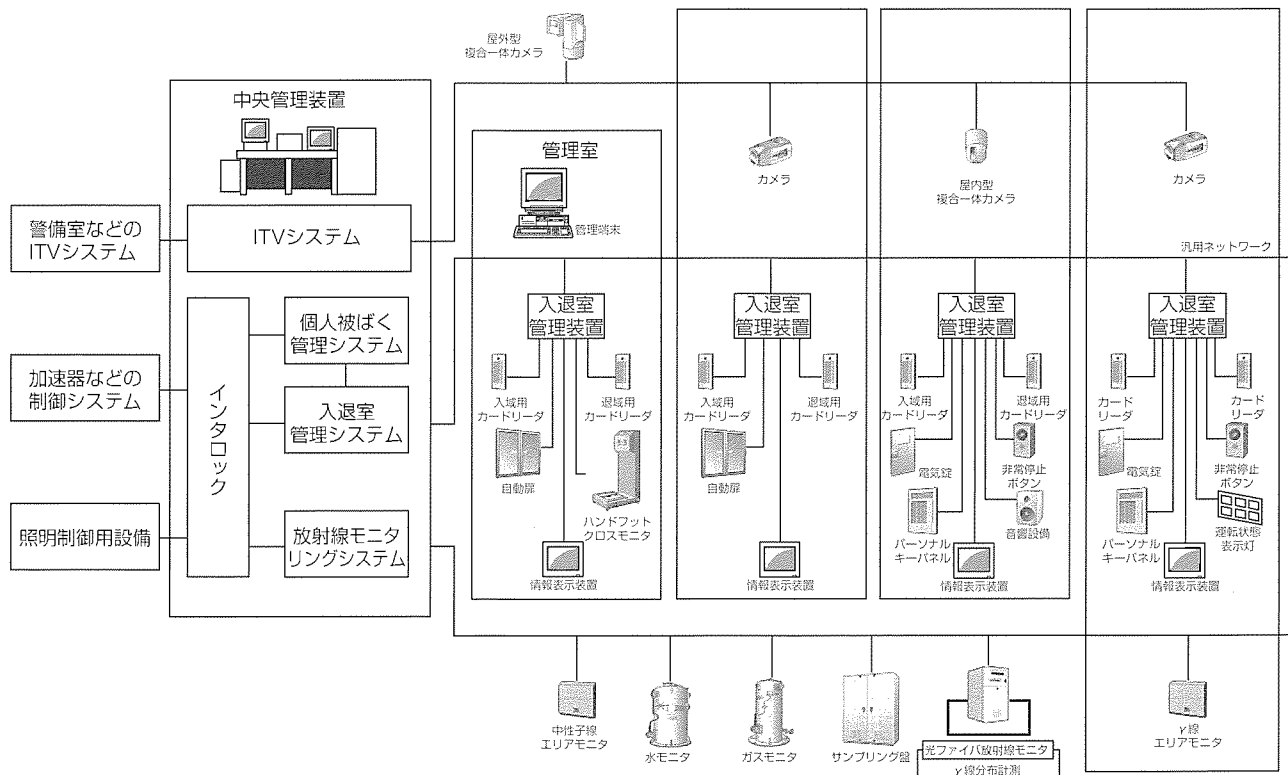 屋外型
複合一体カメラ
中央管理装置
管理室
管理端末
カメラ
屋内型
複合一体カメラ
カメラ
警備室などの
ITVシステム
ITVシステム
汎用ネットワーク
加速器などの
制御システム
照明制御用設備
インタロック
個人被ばく
管理システム
入退室
管理システム
放射線モニタ
リングシステム
入退室
管理装置
入域用
カードリーダ
退域用
カードリーダ
自動扉
ハンドフット
クロスモニタ
情報表示装置
入退室
管理装置
入域用
カードリーダ
退域用
カードリーダ
自動扉
情報表示装置
入退室
管理装置
入域用
カードリーダ
退域用
カードリーダ
電気錠
非常停止
ボタン
パーソナル
キーパネル
音響設備
情報表示装置
入退室
管理装置
カード
リーダ
カード
リーダ
電気錠
非常停止
ボタン
パーソナル
キーパネル
運転状態
表示灯
情報表示装置
中性子線
エリアモニタ
水モニタ
ガスモニタ
サンプリング盤
光ファイバ放射線モニタ
γ線分布計測
γ線
エリアモニタ